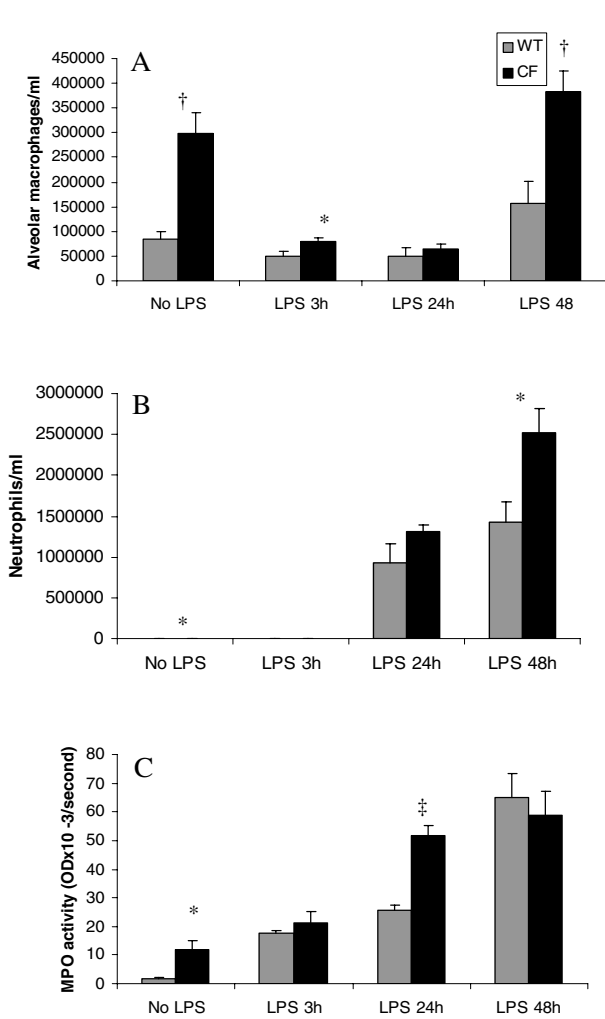 A
WT
CF
†
†
*
Alveolar macrophages/ml
450000
400000
350000
300000
250000
200000
150000
100000
50000
0
No LPS
LPS 3h
LPS 24h
LPS 48
B
*
*
Neutrophils/ml
3000000
2500000
2000000
1500000
1000000
500000
0
No LPS
LPS 3h
LPS 24h
LPS 48h
C
‡
*
MPO activity (ODx10 -3/second)
80
70
60
50
40
30
20
10
0
No LPS
LPS 3h
LPS 24h
LPS 48h